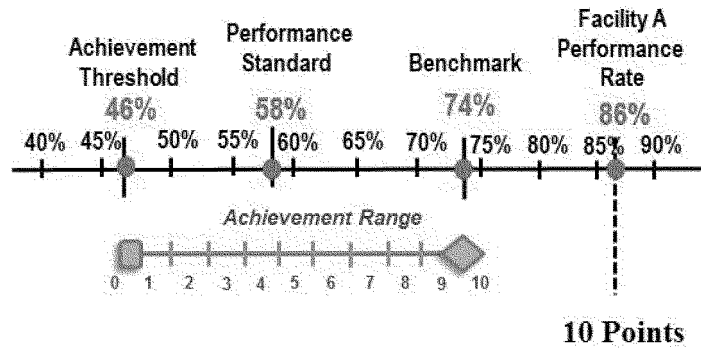 Achievement
Threshold
46%
Performance
Standard
58%
Benchmark
74%
Facility A
Performance
Rate
86%
40% 45% 50% 55% 60% 65% 70% 75% 80% 85% 90%
Achievement Range
0 1 2 3 4 5 6 7 8 9 10
10 Points